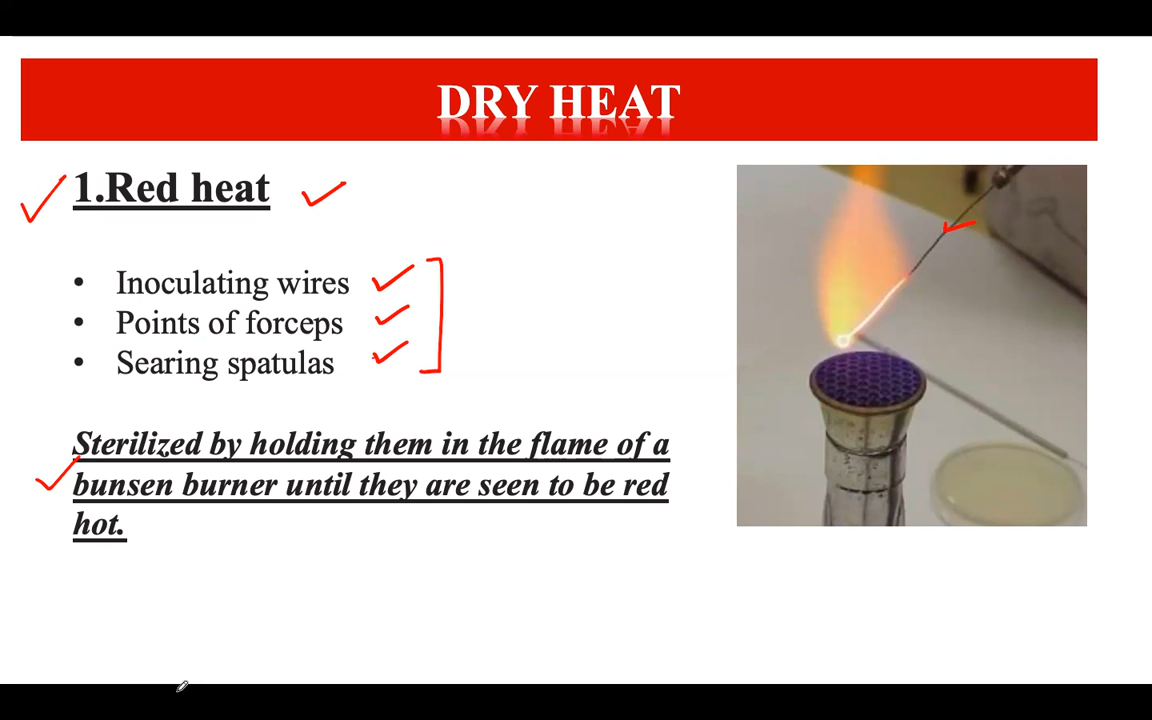 DRY HEAT
1.Red heat
• Inoculating wires
• Points of forceps
• Searing spatulas
Sterilized by holding them in the flame of a
bunsen burner until they are seen to be red
hot.